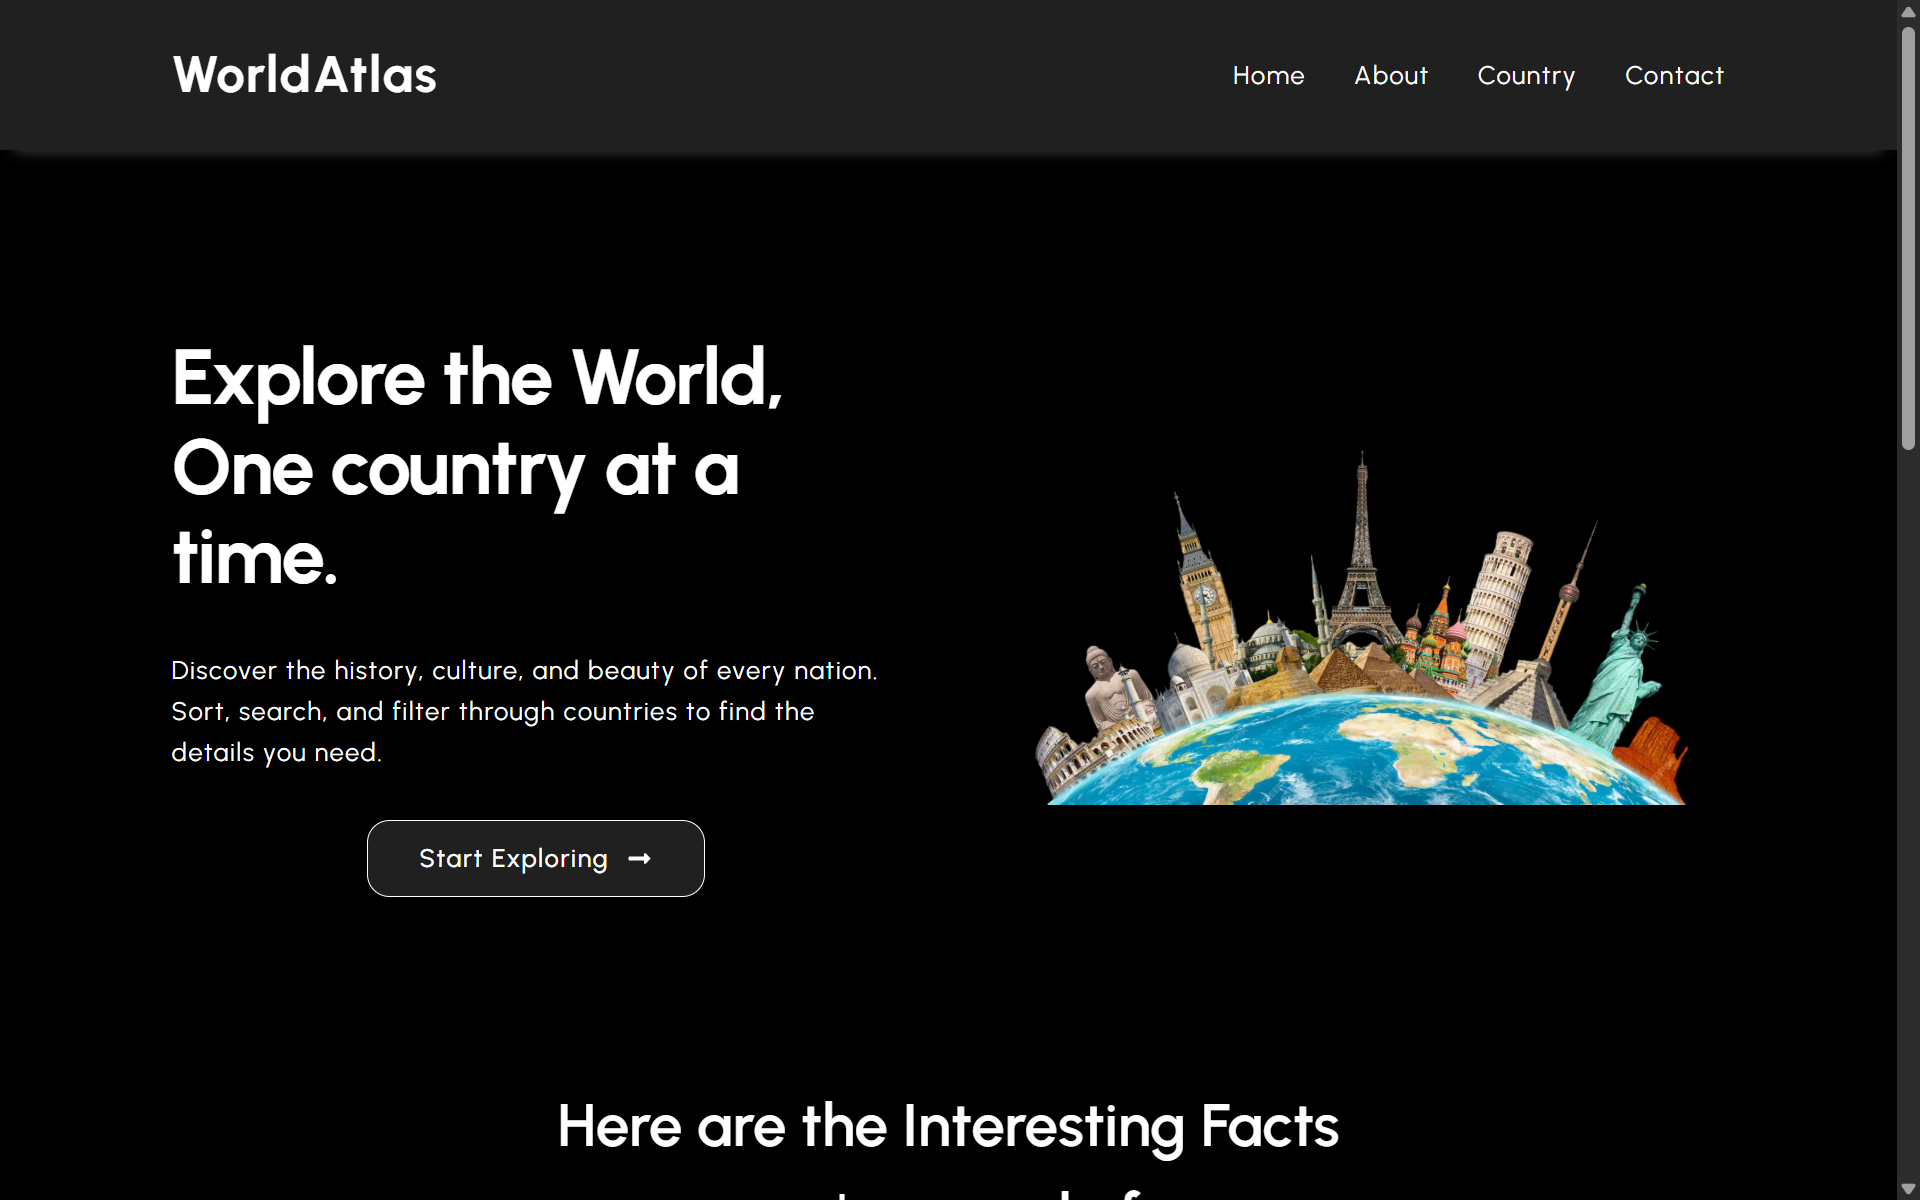 WorldAtlas
Home About Country Contact
Explore the World,
One country at a
time.
Discover the history, culture, and beauty of every nation.
Sort, search, and filter through countries to find the
details you need.
Start Exploring
Here are the Interesting Facts